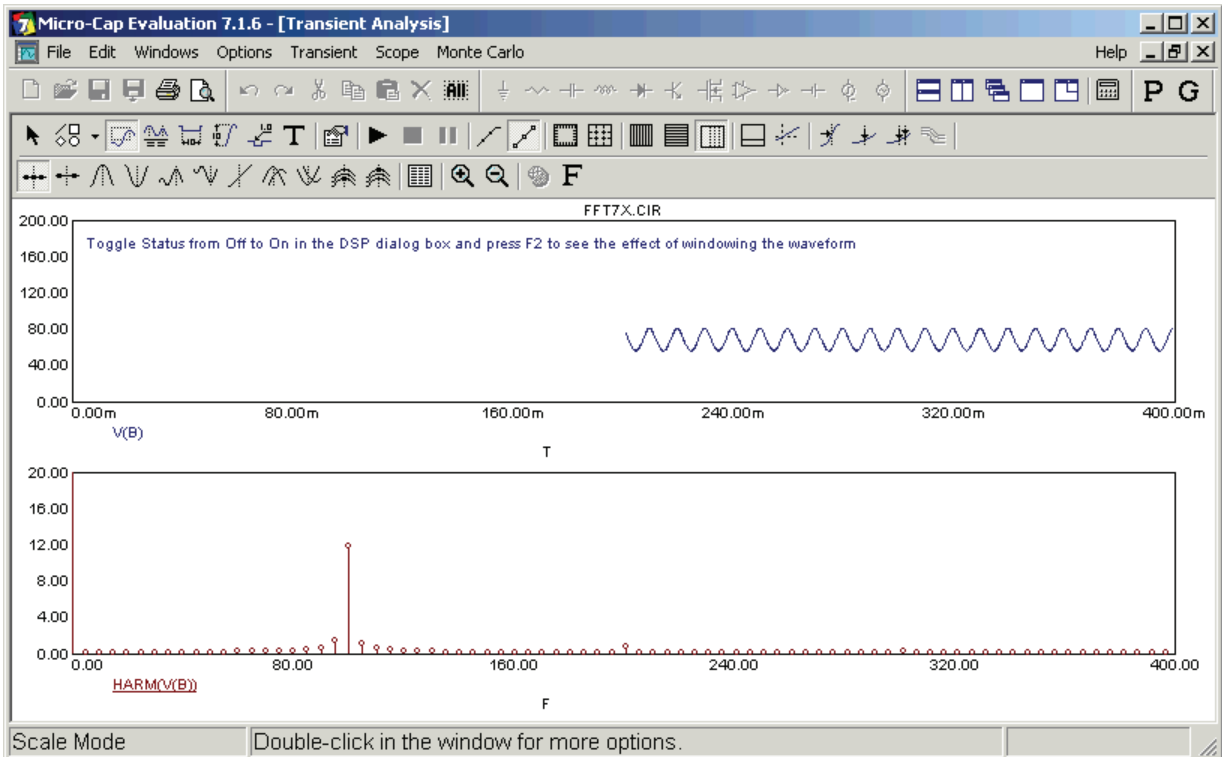 Micro-Cap Evaluation 7.1.6 - [Transient Analysis]
File Edit Windows Options Transient Scope Monte Carlo Help
P G
T
F
FFT7X.CIR
200.00
Toggle Status from Off to On in the DSP dialog box and press F2 to see the effect of windowing the waveform
160.00
120.00
80.00
40.00
0.00
0.00m 80.00m 160.00m 240.00m 320.00m 400.00m
V(B)
T
20.00
16.00
12.00
8.00
4.00
0.00
0.00 80.00 160.00 240.00 320.00 400.00
HARM(V(B))
F
Scale Mode Double-click in the window for more options.